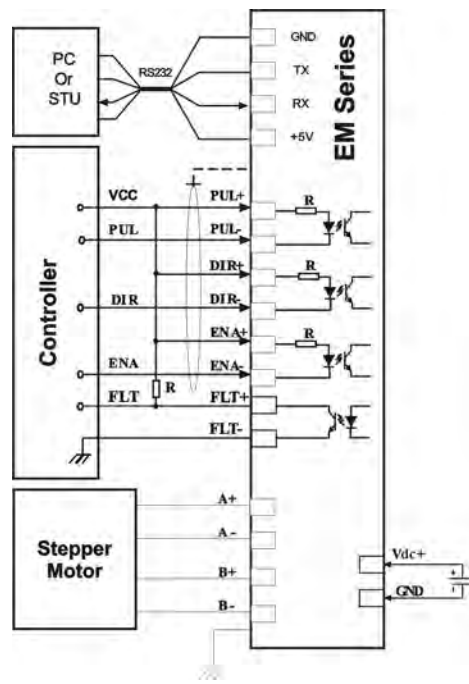 PC
Or
STU
RS232
GND
TX
RX
+5V
EM Series
Controller
VCC
PUL+
R
PUL
PUL-
DIR+
R
DIR
DIR-
ENA+
R
ENA
ENA-
R
FLT
FLT+
FLT-
Stepper
Motor
A+
A-
B+
B-
Vdc+
GND
+
-